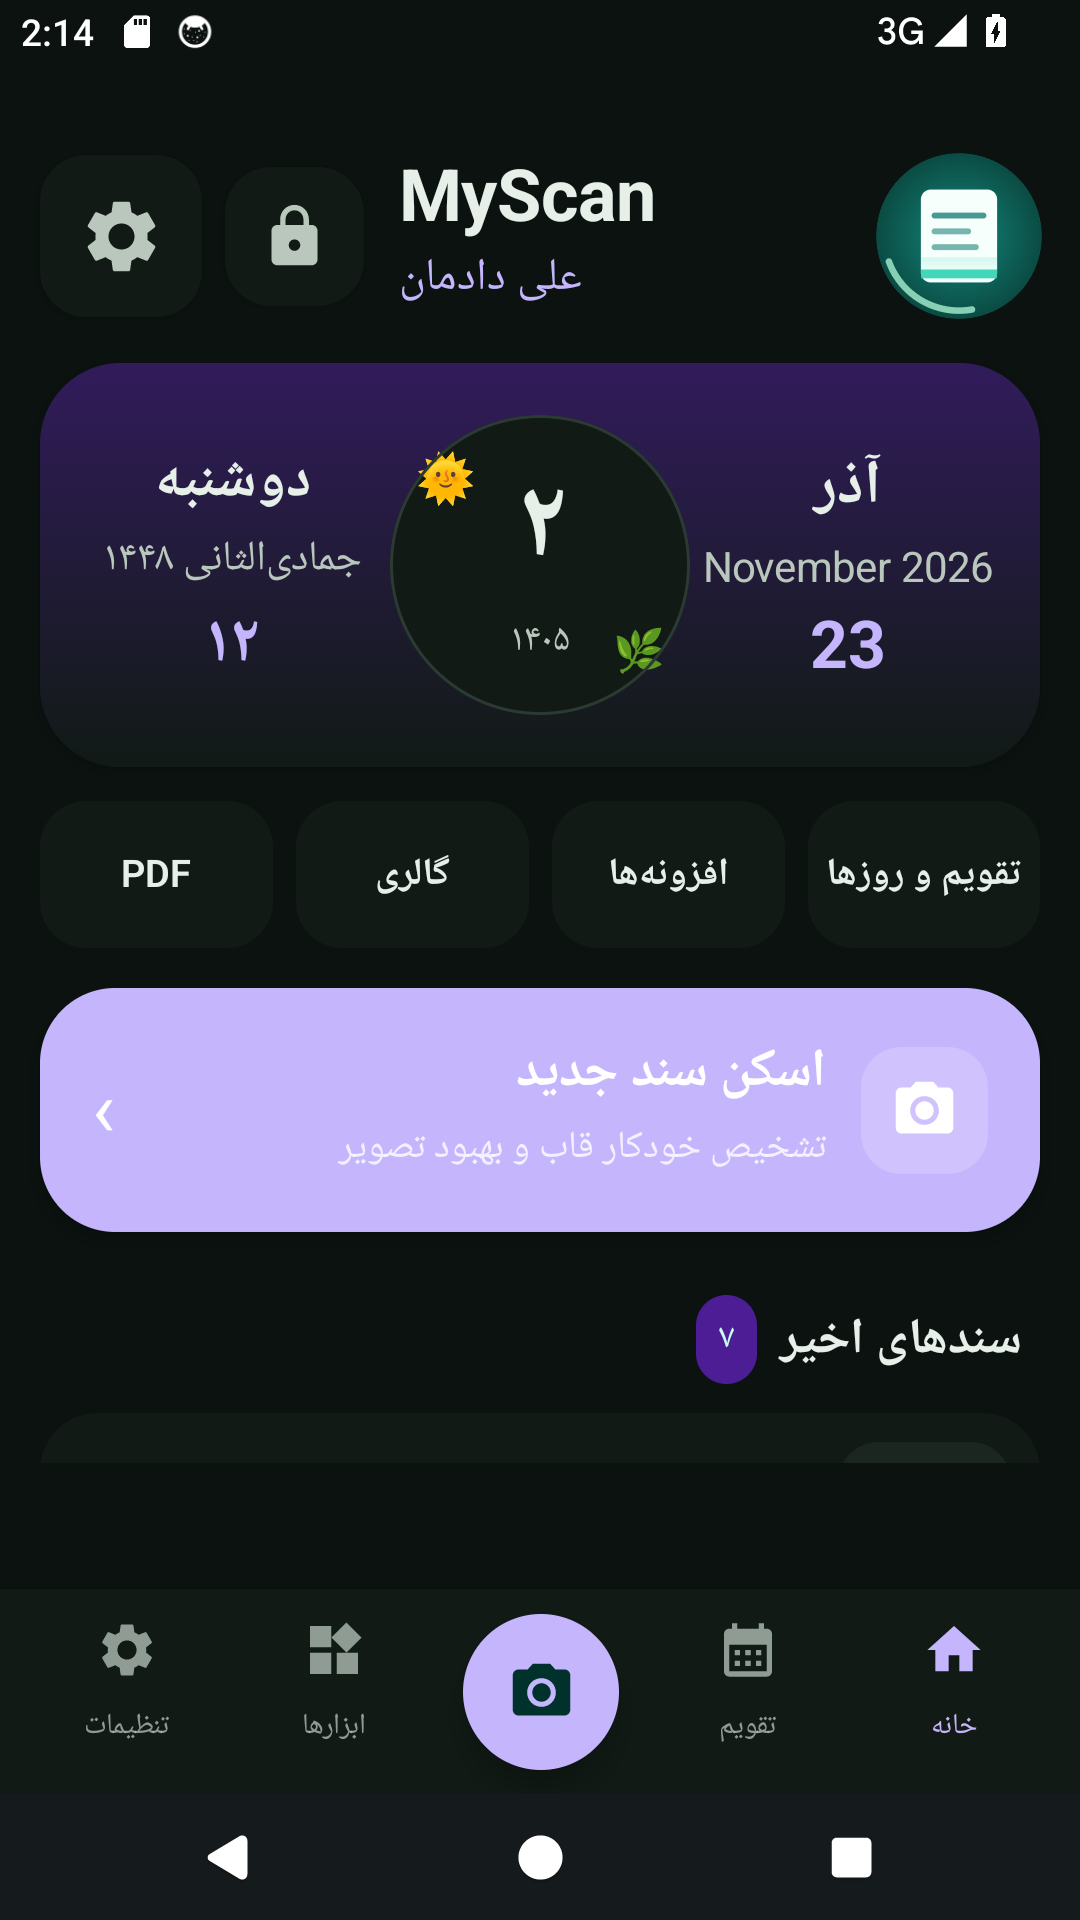 2:14
3G
MyScan
علی دادمان
آذر
November 2026
23
۲
۱۴۰۵
دوشنبه
جمادی‌الثانی ۱۴۴۸
۱۲
تقویم و روزها
افزونه‌ها
گالری
PDF
اسکن سند جدید
تشخیص خودکار قاب و بهبود تصویر
سندهای اخیر
۷
خانه
تقویم
ابزارها
تنظیمات